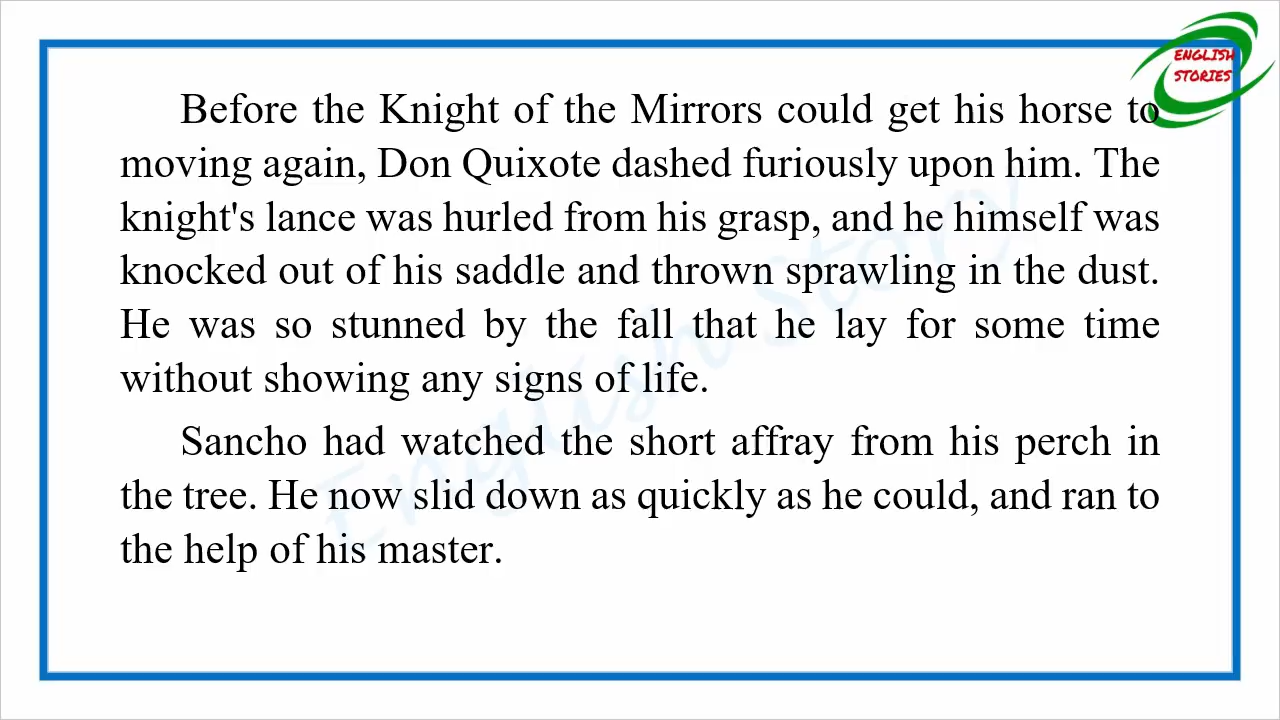 ENGLISH
STORIES
Before the Knight of the Mirrors could get his horse to
moving again, Don Quixote dashed furiously upon him. The
knight's lance was hurled from his grasp, and he himself was
knocked out of his saddle and thrown sprawling in the dust.
He was so stunned by the fall that he lay for some time
without showing any signs of life.
Sancho had watched the short affray from his perch in
the tree. He now slid down as quickly as he could, and ran to
the help of his master.
English Story